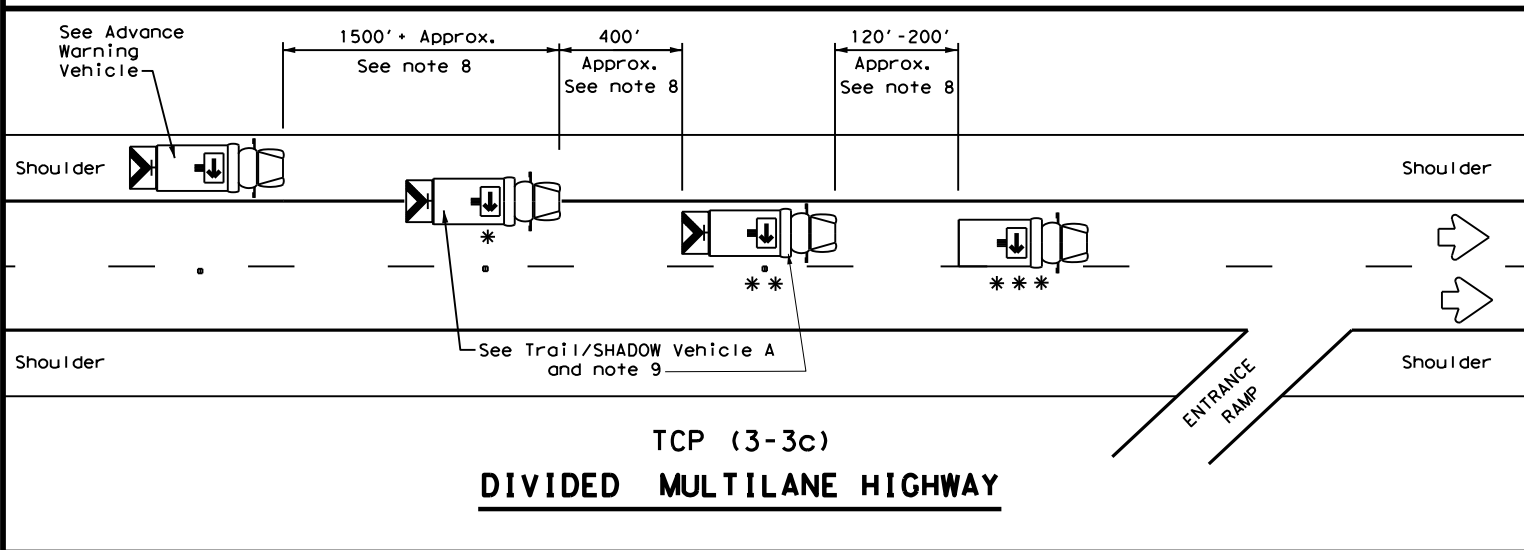 See Advance
Warning
Vehicle
1500'+ Approx.
See note 8
400'
Approx.
See note 8
120'-200'
Approx.
See note 8
Shoulder
Shoulder
*
* *
* * *
See Trail/SHADOW Vehicle A
and note 9
Shoulder
Shoulder
ENTRANCE
RAMP
TCP (3-3c)
DIVIDED MULTILANE HIGHWAY